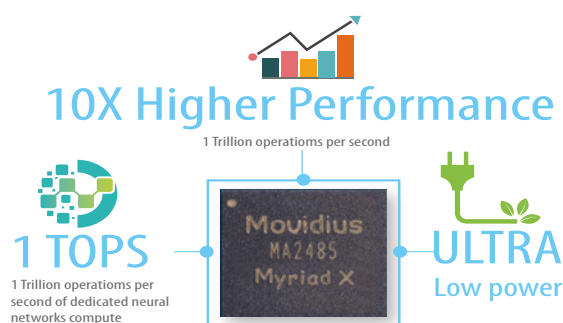 10X Higher Performance
1 Trillion operatioms per second
1 TOPS
1 Trillion operatioms per
second of dedicated neural
networks compute
Movidius
MA2485
Myriad X
ULTRA
Low power